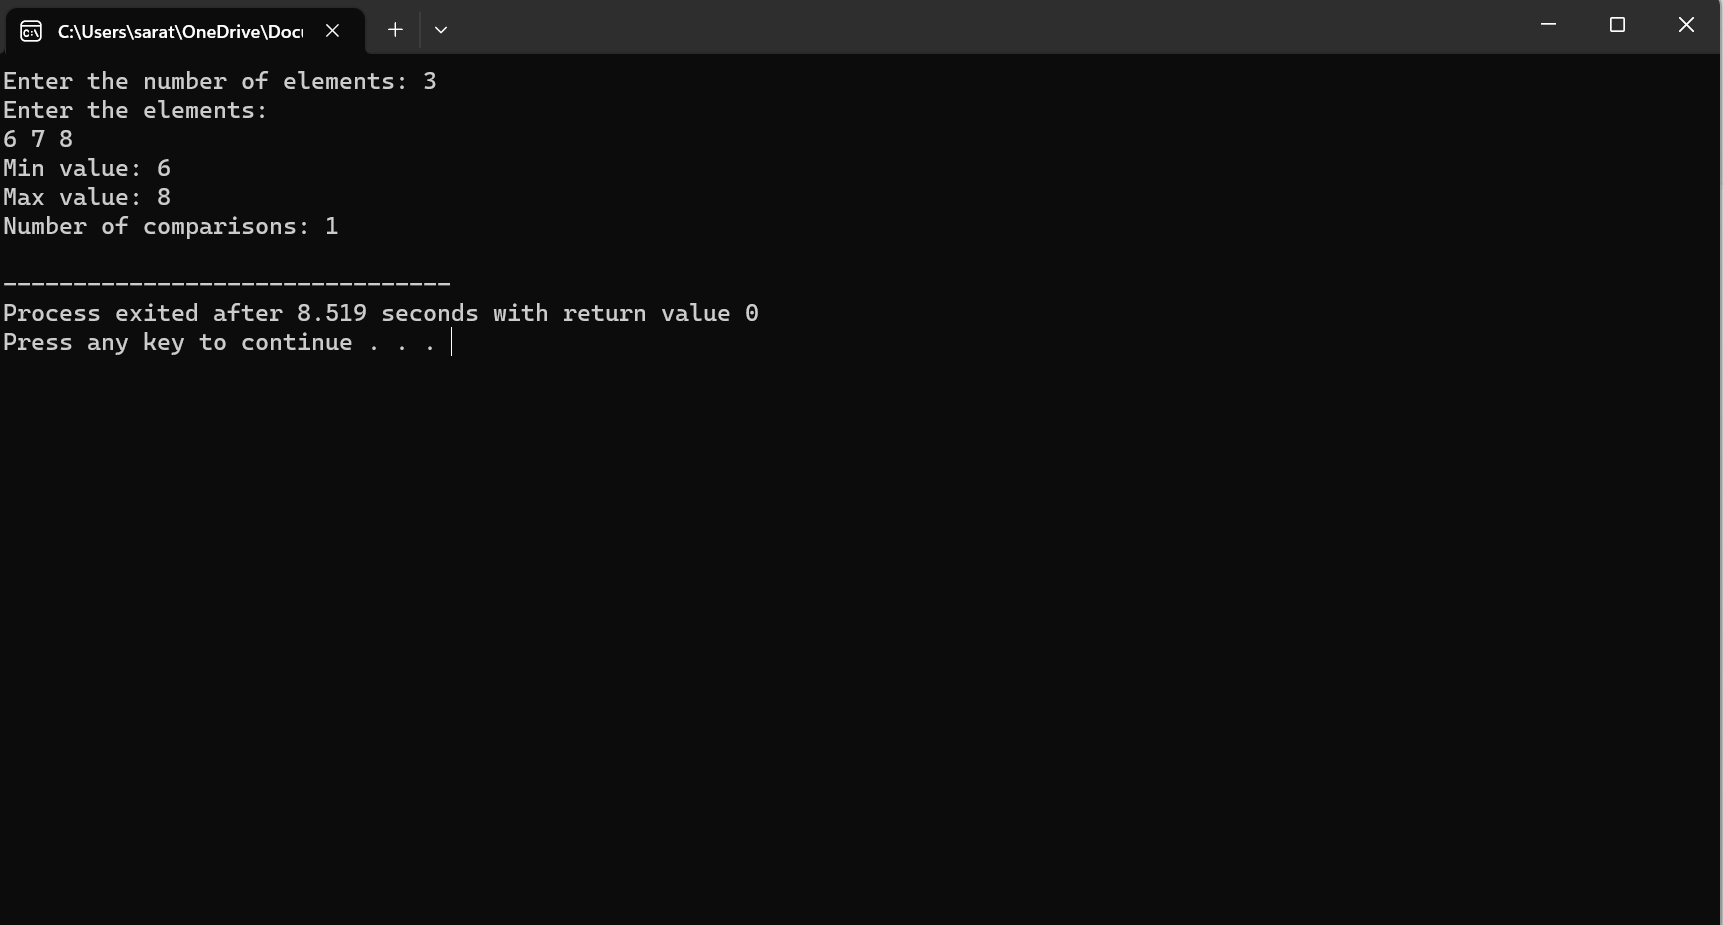 C:\Users\sarat\OneDrive\Docu
Enter the number of elements: 3
Enter the elements:
6 7 8
Min value: 6
Max value: 8
Number of comparisons: 1
--------------------------------
Process exited after 8.519 seconds with return value 0
Press any key to continue . . .